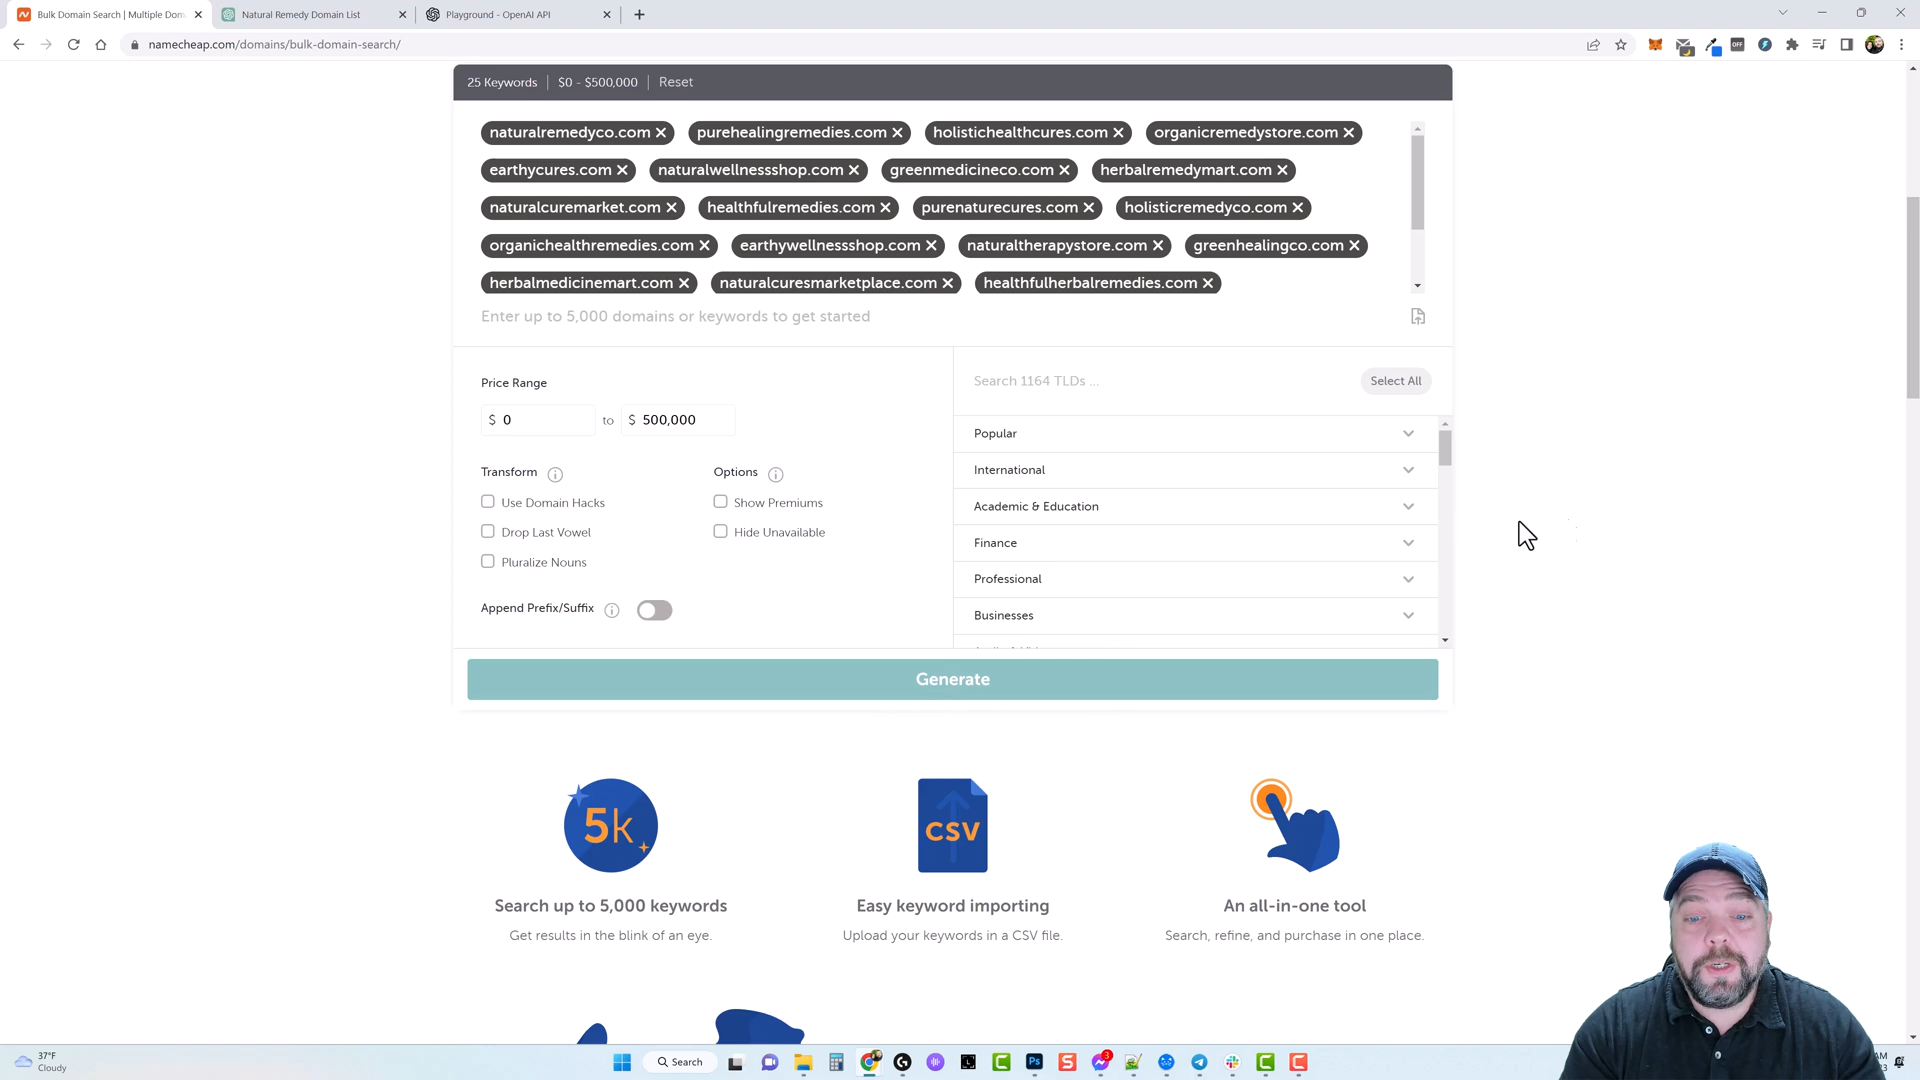 Bulk Domain Search | Multiple Dom
Natural Remedy Domain List
Playground - OpenAI API
namecheap.com/domains/bulk-domain-search/
OFF
25 Keywords | $0 - $500,000 | Reset
naturalremedyco.com purehealingremedies.com holistichealthcures.com organicremedystore.com
earthycures.com naturalwellnessshop.com greenmedicineco.com herbalremedymart.com
naturalcuremarket.com healthfulremedies.com purenaturecures.com holisticremedyco.com
organichealthremedies.com earthywellnessshop.com naturaltherapystore.com greenhealingco.com
herbalmedicinemart.com naturalcuresmarketplace.com healthfulherbalremedies.com
Enter up to 5,000 domains or keywords to get started
Price Range
$ 0 to $ 500,000
Transform
Use Domain Hacks
Drop Last Vowel
Pluralize Nouns
Options
Show Premiums
Hide Unavailable
Append Prefix/Suffix
Search 1164 TLDs ...
Select All
Popular
International
Academic & Education
Finance
Professional
Businesses
Generate
5k
Search up to 5,000 keywords
Get results in the blink of an eye.
CSV
Easy keyword importing
Upload your keywords in a CSV file.
An all-in-one tool
Search, refine, and purchase in one place.
37°F
Cloudy
Search
Ps
S
3
C
AM
23